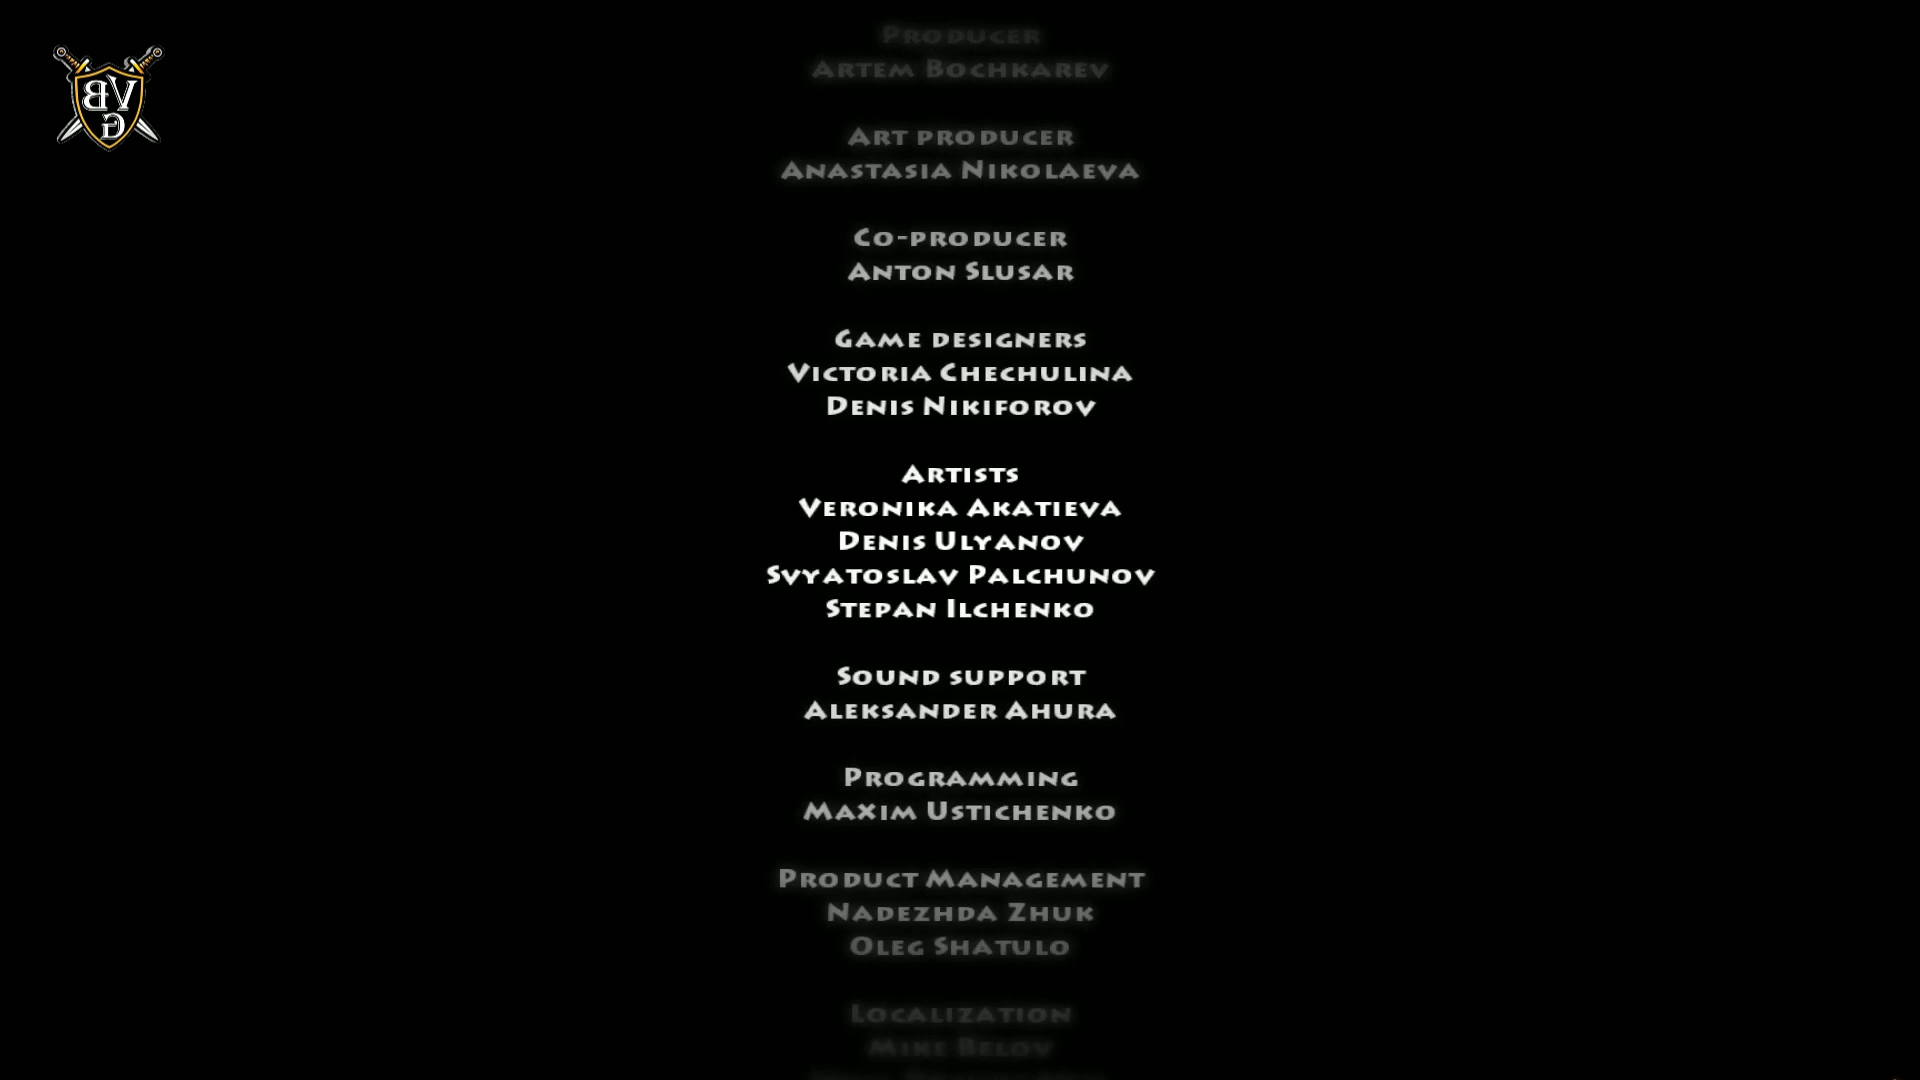 Producer
Artem Bochkarev
Art producer
Anastasia Nikolaeva
Co-producer
Anton Slusar
Game designers
Victoria Chechulina
Denis Nikiforov
Artists
Veronika Akatieva
Denis Ulyanov
Svyatoslav Palchunov
Stepan Ilchenko
Sound support
Aleksander Ahura
Programming
Maxim Ustichenko
Product Management
Nadezhda Zhuk
Oleg Shatulo
Localization
Mike Belov